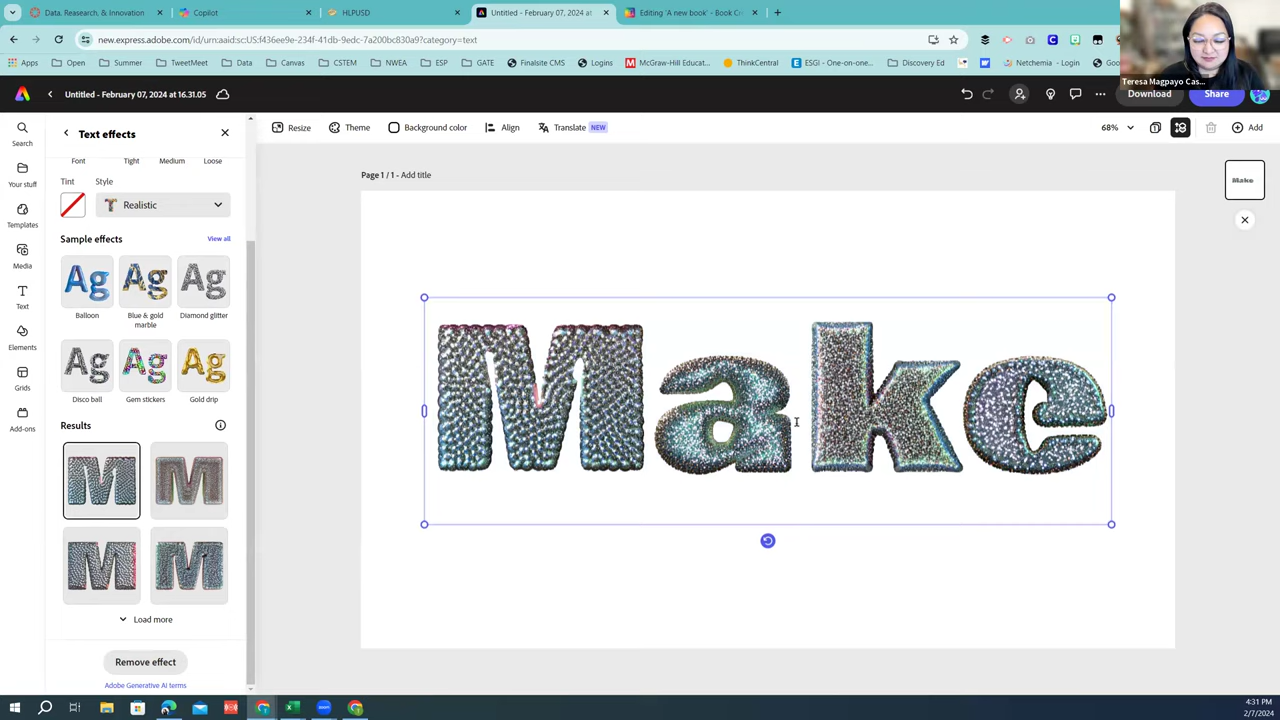 Data, Reasearch, & Innovation
Copilot
HLPUSD
Untitled - February 07, 2024 at
Editing 'A new book' - Book Cr
new.express.adobe.com/id/urn:aaid:sc:US:f436ee9e-234f-41db-9edc-7a200bc830a9?category=text
Apps
Open
Summer
TweetMeet
Data
Canvas
CSTEM
NWEA
ESP
GATE
Finalsite CMS
Logins
McGraw-Hill Educat
ThinkCentral
ESGI - One-on-one...
Discovery Ed
Netchemia - Login
Goo
Teresa Magpayo Cas...
Untitled - February 07, 2024 at 16.31.05
Download
Share
Search
Your stuff
Templates
Media
Text
Elements
Grids
Add-ons
Text effects
Font
Tight
Medium
Loose
Tint
Style
Realistic
Sample effects
View all
Ag
Ag
Ag
Balloon
Blue & gold marble
Diamond glitter
Ag
Ag
Ag
Disco ball
Gem stickers
Gold drip
Results
M
M
M
M
Load more
Remove effect
Adobe Generative AI terms
Resize
Theme
Background color
Align
Translate NEW
68%
Add
Page 1 / 1 - Add title
Make
Make
4:31 PM
2/7/2024